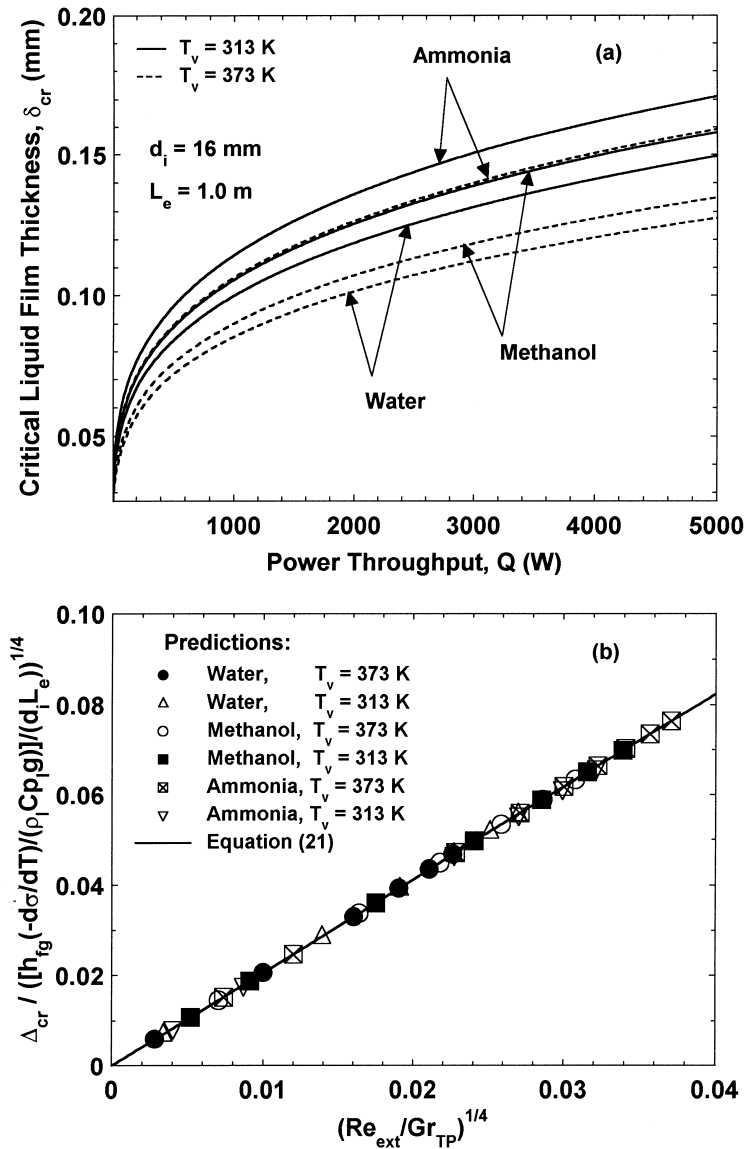 0.20
T_v = 313 K
T_v = 373 K
Ammonia
(a)
d_i = 16 mm
L_e = 1.0 m
0.15
0.10
0.05
Methanol
Water
Critical Liquid Film Thickness, δ_cr (mm)
1000 2000 3000 4000 5000
Power Throughput, Q (W)
0.10
Predictions:
(b)
Water, T_v = 373 K
Water, T_v = 313 K
Methanol, T_v = 373 K
Methanol, T_v = 313 K
Ammonia, T_v = 373 K
Ammonia, T_v = 313 K
Equation (21)
0.08
0.06
0.04
0.02
0
Δ_cr / ([h_fg(-dσ/dT)/(ρ_lCp_lg)]/(d_iL_e))^1/4
0 0.01 0.02 0.03 0.04
(Re_ext/Gr_TP)^1/4